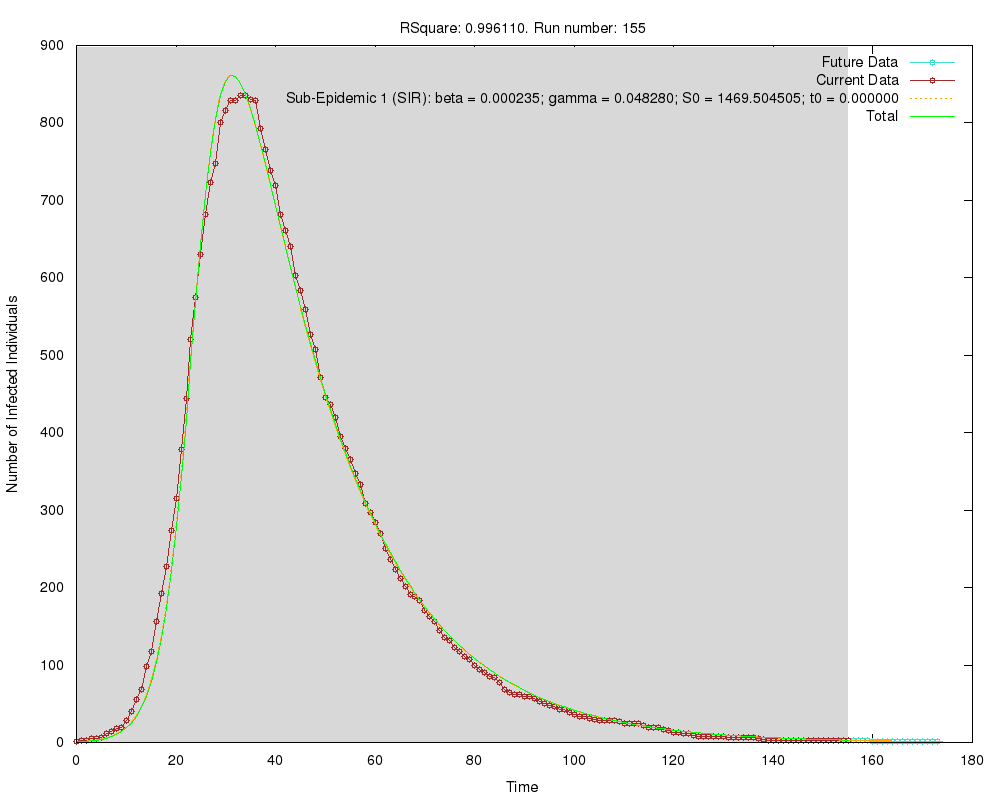 RSquare: 0.996110. Run number: 155
Future Data
Current Data
Sub-Epidemic 1 (SIR): beta = 0.000235; gamma = 0.048280; S0 = 1469.504505; t0 = 0.000000
Total
900
800
700
600
500
400
300
200
100
0
Number of Infected Individuals
0 20 40 60 80 100 120 140 160 180
Time